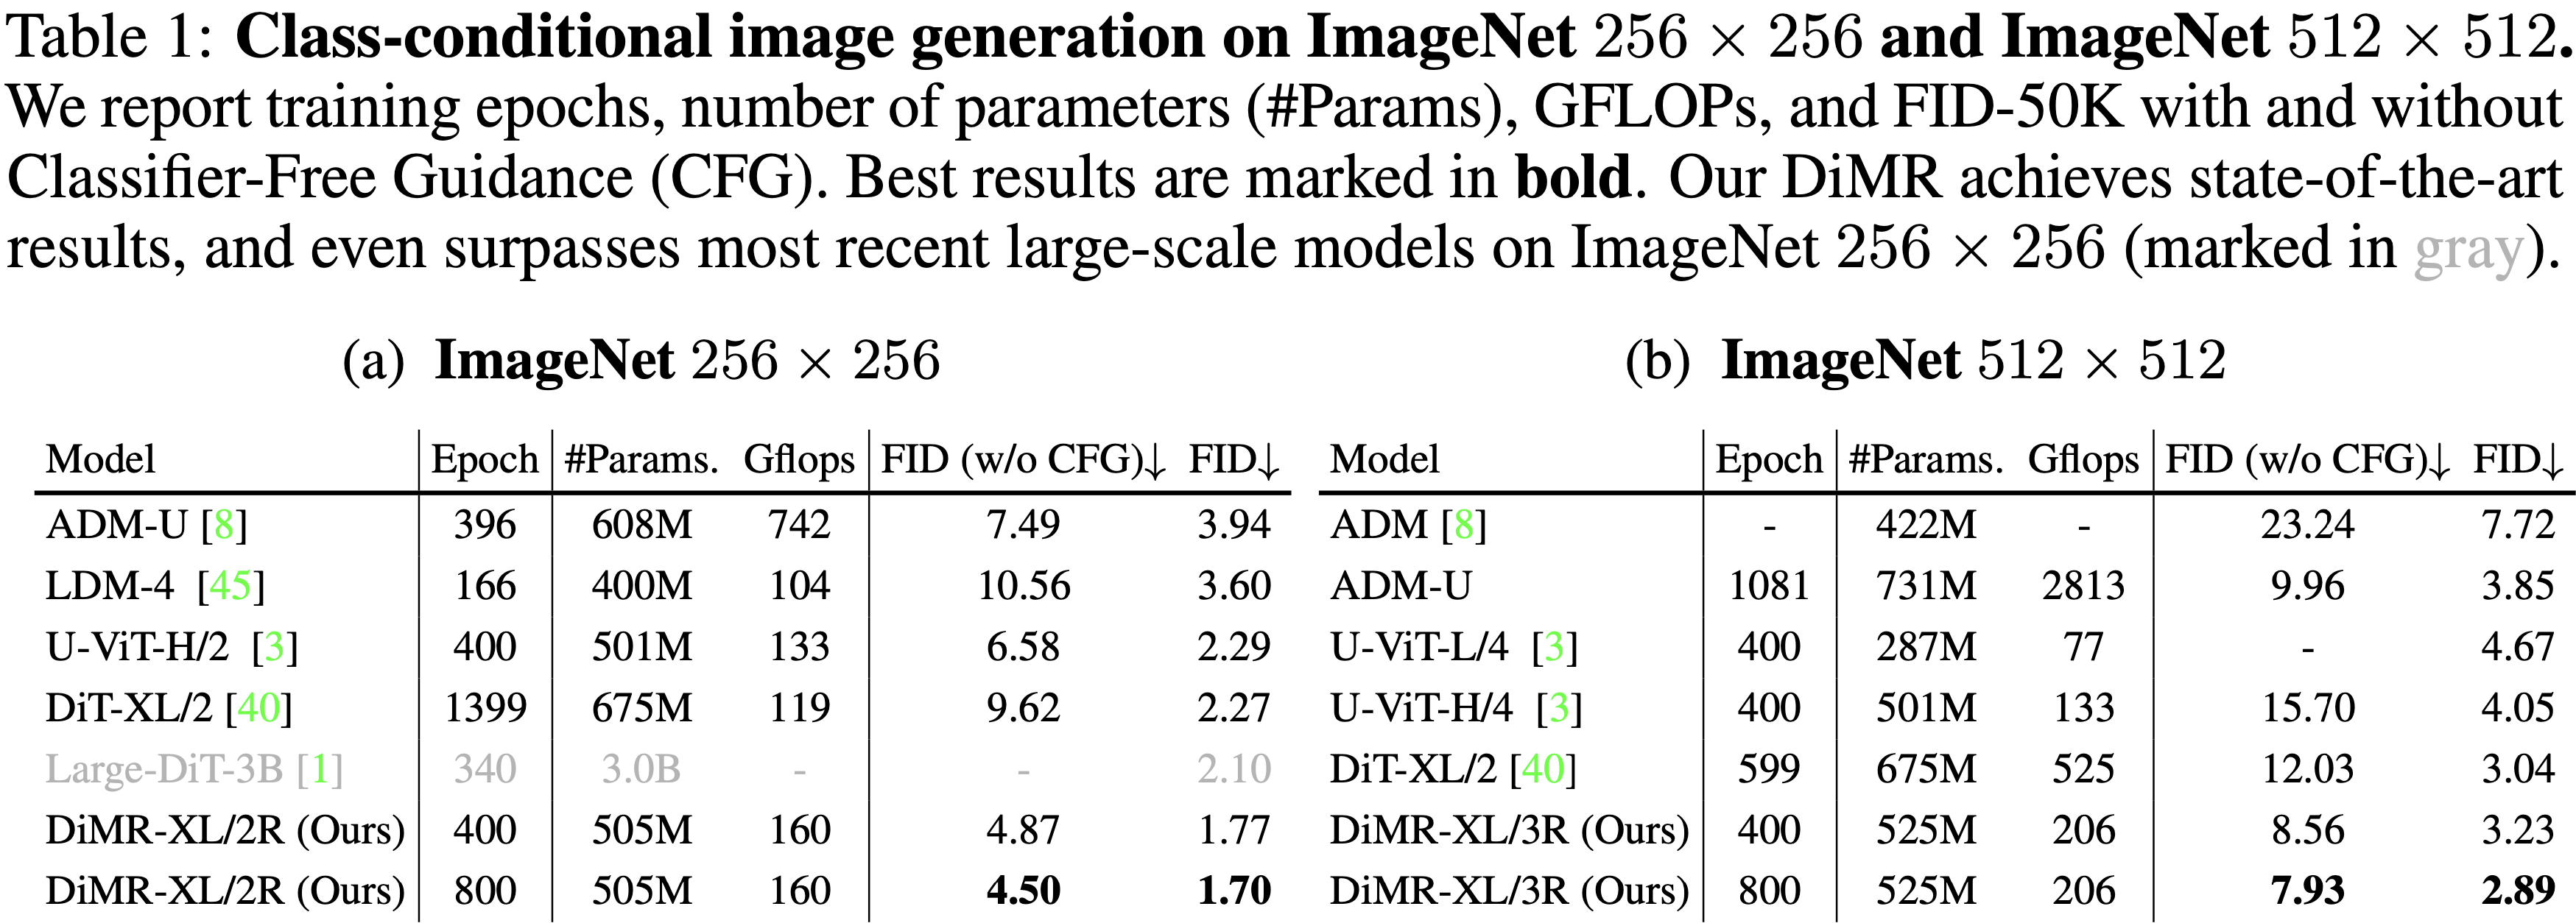 Table 1: Class-conditional image generation on ImageNet 256 × 256 and ImageNet 512 × 512.
We report training epochs, number of parameters (#Params), GFLOPs, and FID-50K with and without
Classifier-Free Guidance (CFG). Best results are marked in bold. Our DiMR achieves state-of-the-art
results, and even surpasses most recent large-scale models on ImageNet 256 × 256 (marked in gray).
(a) ImageNet 256 × 256
Model Epoch #Params. Gflops FID (w/o CFG)↓ FID↓
ADM-U [8] 396 608M 742 7.49 3.94
LDM-4 [45] 166 400M 104 10.56 3.60
U-ViT-H/2 [3] 400 501M 133 6.58 2.29
DiT-XL/2 [40] 1399 675M 119 9.62 2.27
Large-DiT-3B [1] 340 3.0B - - 2.10
DiMR-XL/2R (Ours) 400 505M 160 4.87 1.77
DiMR-XL/2R (Ours) 800 505M 160 4.50 1.70
(b) ImageNet 512 × 512
Model Epoch #Params. Gflops FID (w/o CFG)↓ FID↓
ADM [8] - 422M - 23.24 7.72
ADM-U 1081 731M 2813 9.96 3.85
U-ViT-L/4 [3] 400 287M 77 - 4.67
U-ViT-H/4 [3] 400 501M 133 15.70 4.05
DiT-XL/2 [40] 599 675M 525 12.03 3.04
DiMR-XL/3R (Ours) 400 525M 206 8.56 3.23
DiMR-XL/3R (Ours) 800 525M 206 7.93 2.89